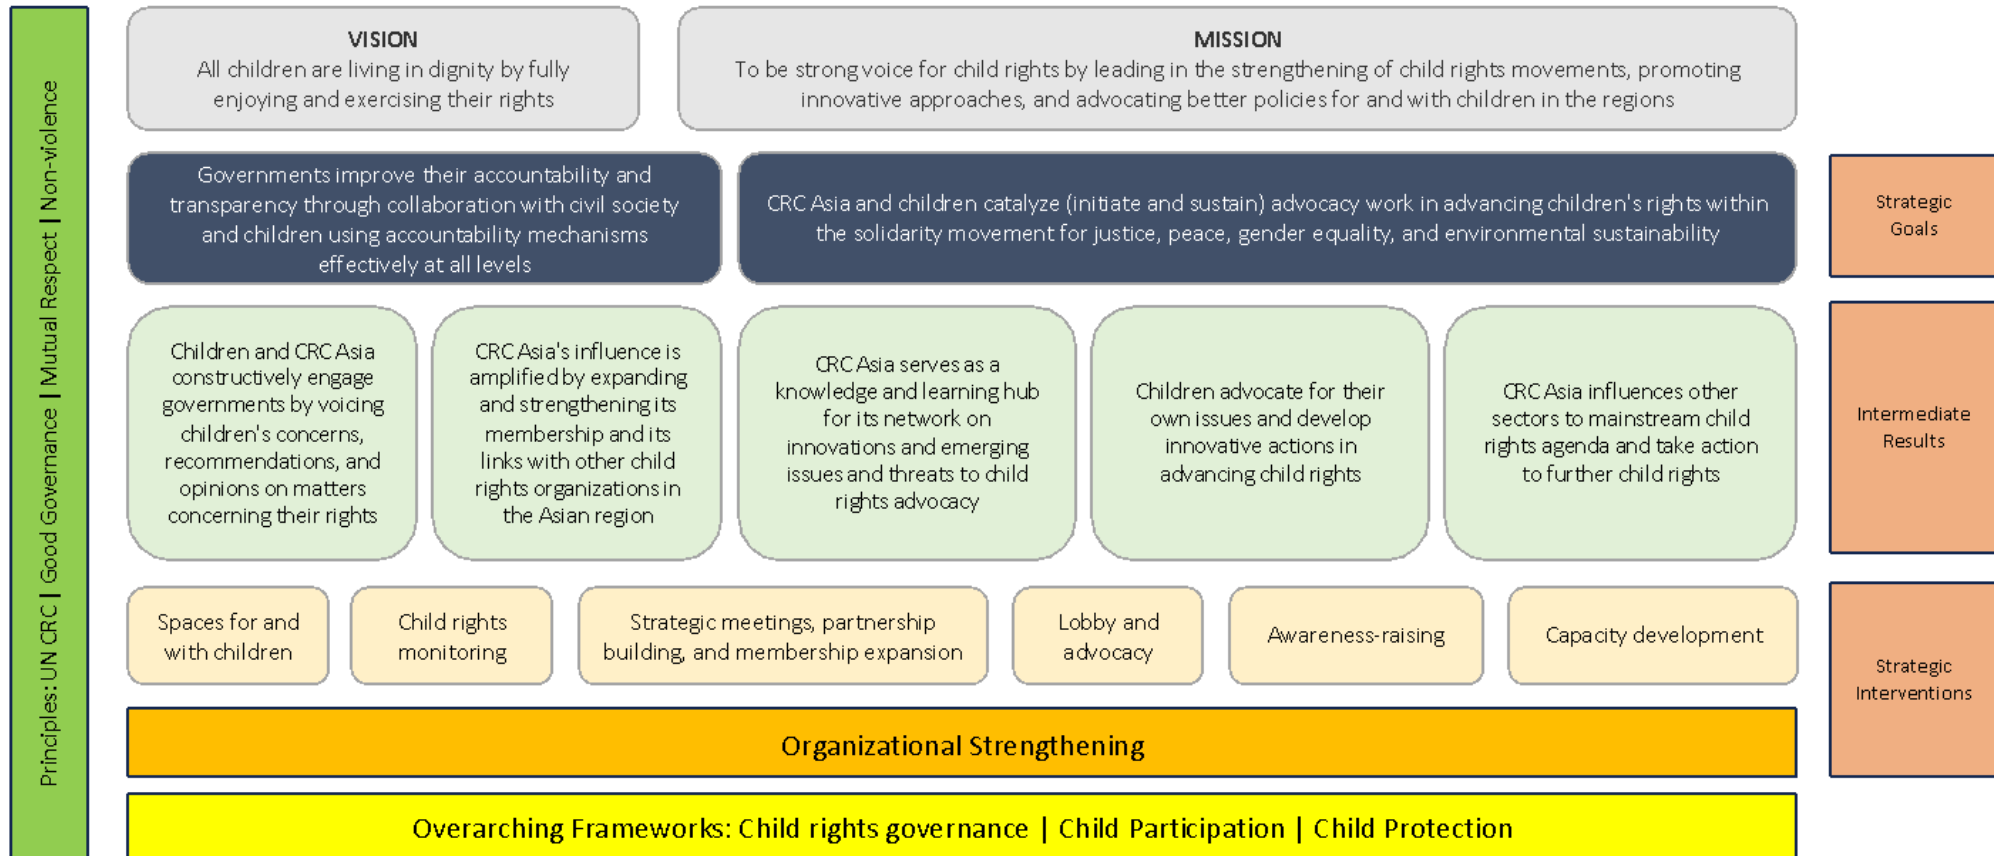 Principles: UN CRC | Good Governance | Mutual Respect | Non-violence
VISION
All children are living in dignity by fully
enjoying and exercising their rights
MISSION
To be strong voice for child rights by leading in the strengthening of child rights movements, promoting
innovative approaches, and advocating better policies for and with children in the regions
Governments improve their accountability and
transparency through collaboration with civil society
and children using accountability mechanisms
effectively at all levels
CRC Asia and children catalyze (initiate and sustain) advocacy work in advancing children's rights within
the solidarity movement for justice, peace, gender equality, and environmental sustainability
Strategic
Goals
Children and CRC Asia
constructively engage
governments by voicing
children's concerns,
recommendations, and
opinions on matters
concerning their rights
CRC Asia's influence is
amplified by expanding
and strengthening its
membership and its
links with other child
rights organizations in
the Asian region
CRC Asia serves as a
knowledge and learning hub
for its network on
innovations and emerging
issues and threats to child
rights advocacy
Children advocate for their
own issues and develop
innovative actions in
advancing child rights
CRC Asia influences other
sectors to mainstream child
rights agenda and take action
to further child rights
Intermediate
Results
Spaces for and
with children
Child rights
monitoring
Strategic meetings, partnership
building, and membership expansion
Lobby and
advocacy
Awareness-raising
Capacity development
Strategic
Interventions
Organizational Strengthening
Overarching Frameworks: Child rights governance | Child Participation | Child Protection